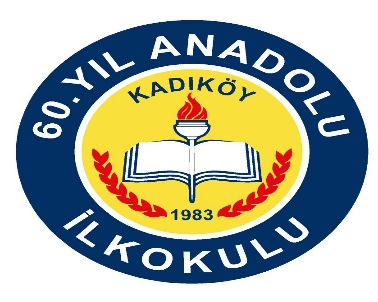 60.YIL ANADOLU
KADIKÖY
1983
İLKOKULU